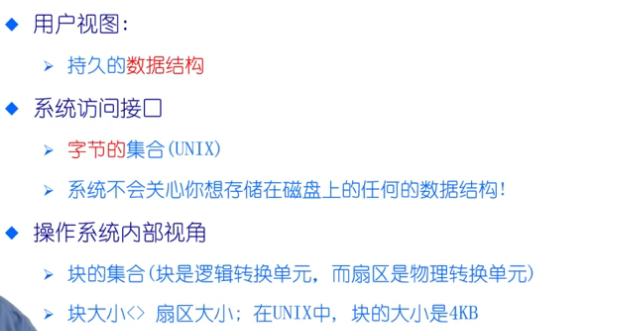 用户视图:
持久的数据结构
系统访问接口
字节的集合(UNIX)
系统不会关心你想存储在磁盘上的任何的数据结构!
操作系统内部视角
块的集合(块是逻辑转换单元，而扇区是物理转换单元)
块大小<> 扇区大小; 在UNIX中, 块的大小是4KB